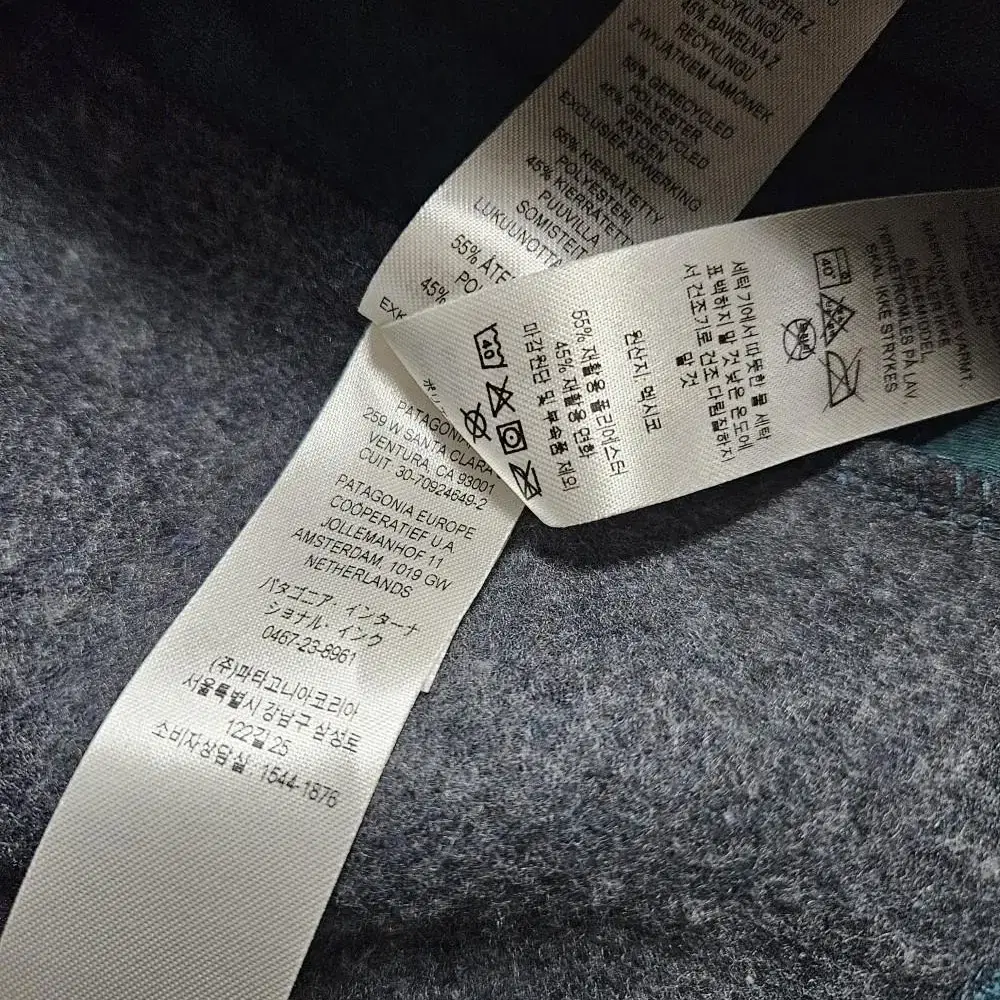 ESTER Z
RECYKLINGU
45% BAWEŁNA Z
RECYKLINGU
Z WYJĄTKIEM LAMÓWEK
55% GERECYCLED
POLYESTER
45% GERECYCLED
KATOEN
EXCLUSIEF AFWERKING
55% KIERRÄTETTY
POLYESTERI
45% KIERRÄTETTY
PUUVILLA
SOMISTEIT
LUKUUNOTTA
55% ÅTE
PO
45%
EXK
40
55% 재활용 폴리에스터
45% 재활용 면화
마감원단 및 부속품 제외
원산지: 멕시코
세탁기에서 따뜻한 물 세탁
표백하지 말 것 낮은 온도에
서 건조기로 건조 다림질하지
말 것
40
MASKINVASKES VARMT.
TØRKETROMLES PÅ LAV
SKAL IKKE STRYKES
PATAGONI
259 W SANTA CLARA
VENTURA, CA 93001
CUIT. 30-70924649-2
PATAGONIA EUROPE
COÖPERATIEF U.A
JOLLEMANHOF 11
AMSTERDAM, 1019 GW
NETHERLANDS
パタゴニア・インターナ
ショナル・インク
0467-23-8961
(주)파타고니아코리아
서울특별시 강남구 삼성로
122길 25
소비자상담실 1544-1876